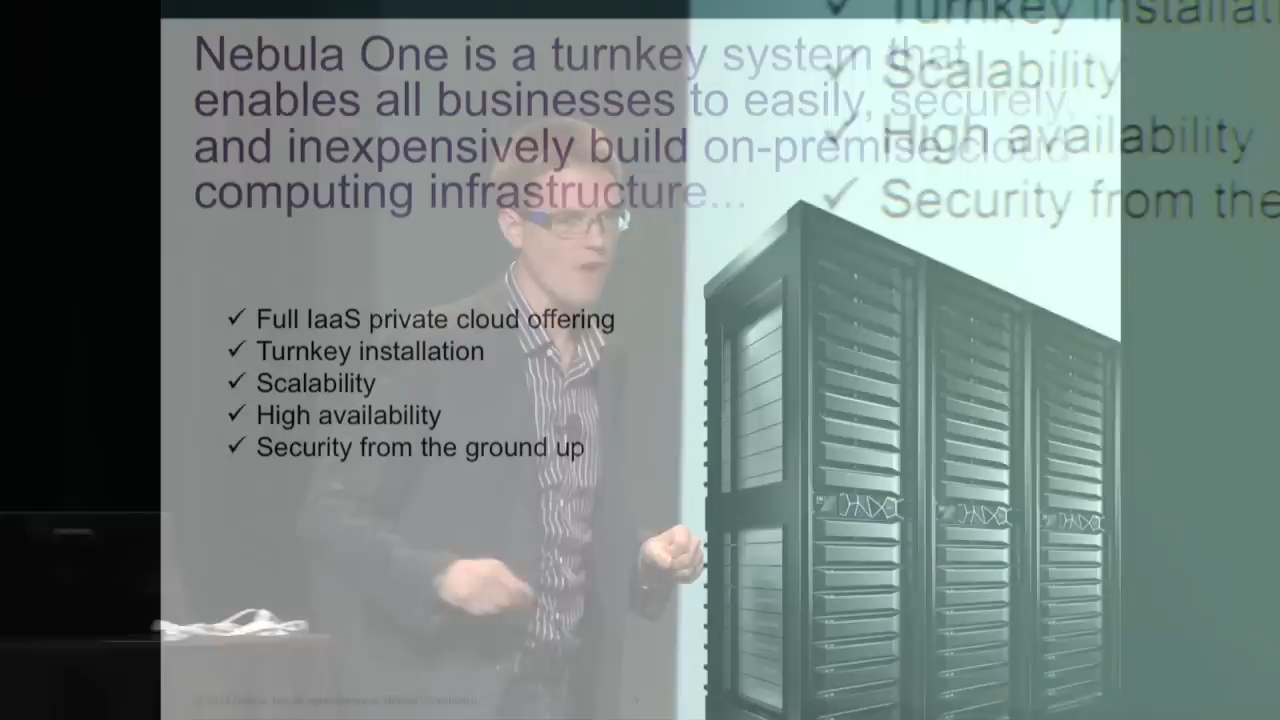 Nebula One is a turnkey system that
enables all businesses to easily, securely,
and inexpensively build on-premise cloud
computing infrastructure...
✓ Full IaaS private cloud offering
✓ Turnkey installation
✓ Scalability
✓ High availability
✓ Security from the ground up
✓ Turnkey installat
✓ Scalability
✓ High availability
✓ Security from the